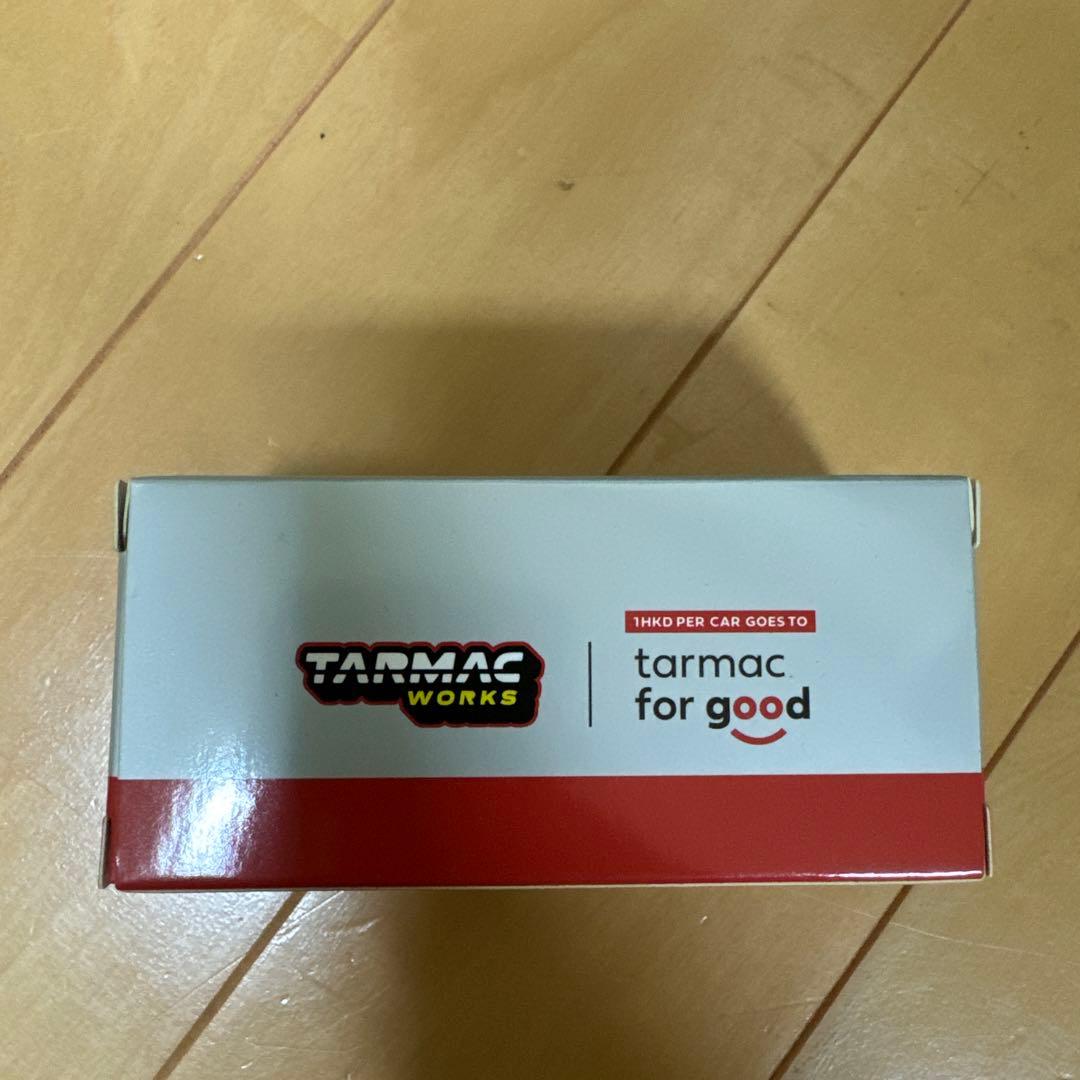 TARMAC
WORKS
1HKD PER CAR GOES TO
tarmac
for good